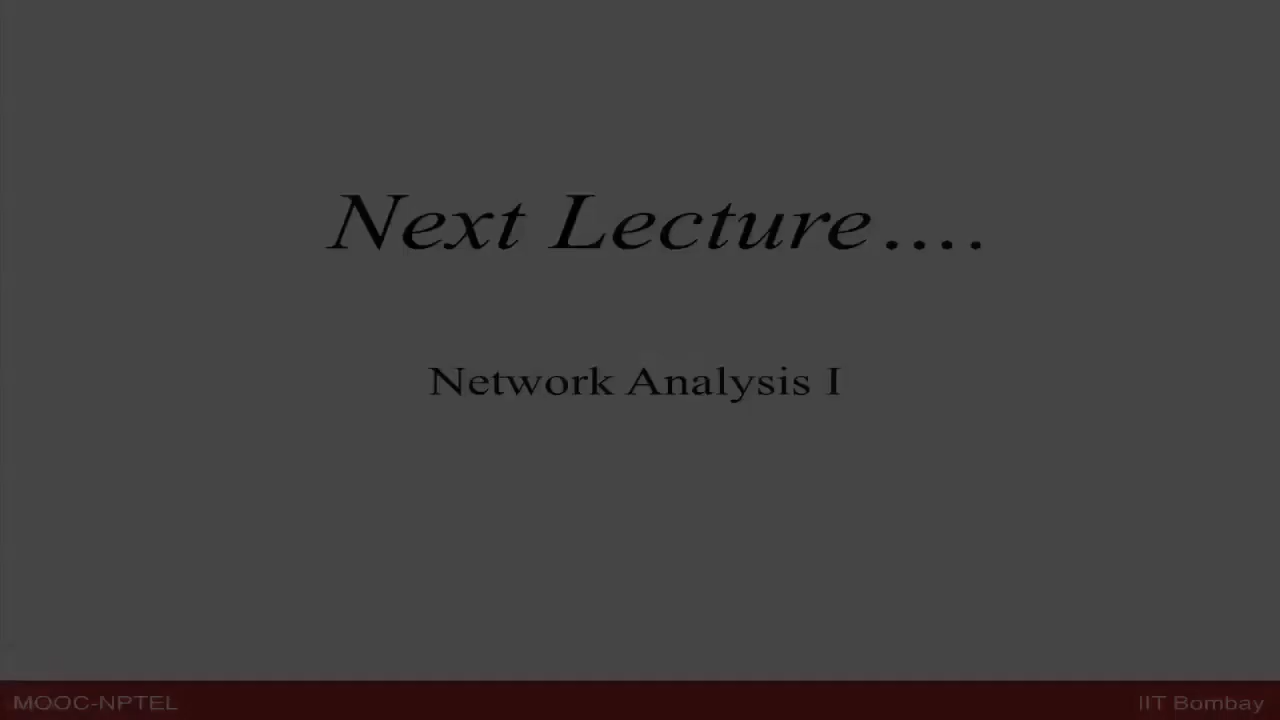 Next Lecture....
Network Analysis I
MOOC-NPTEL
IIT Bombay